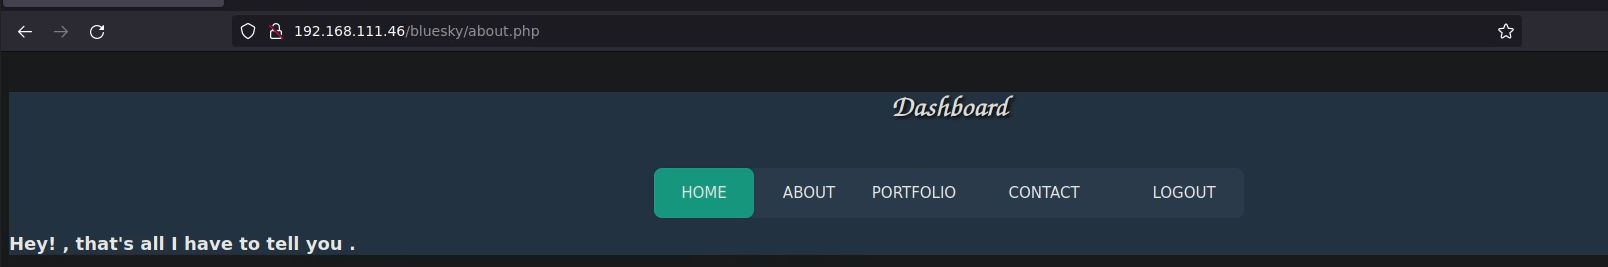 192.168.111.46/bluesky/about.php
Dashboard
HOME ABOUT PORTFOLIO CONTACT LOGOUT
Hey! , that's all I have to tell you .